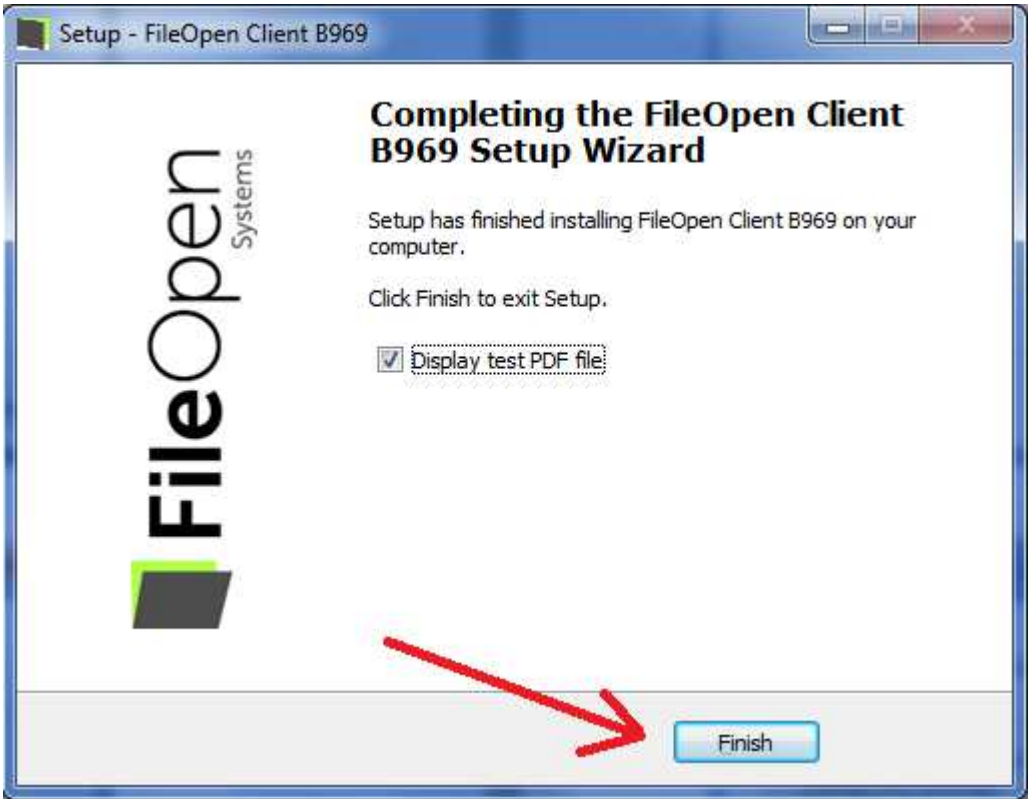 Setup - FileOpen Client B969
FileOpen
Systems
Completing the FileOpen Client
B969 Setup Wizard
Setup has finished installing FileOpen Client B969 on your
computer.
Click Finish to exit Setup.
Display test PDF file
Finish